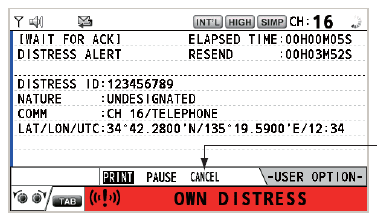 INT'L HIGH SIMP CH: 16
[WAIT FOR ACK] ELAPSED TIME:00H00M05S
DISTRESS ALERT RESEND :00H03M52S
DISTRESS ID:123456789
NATURE :UNDESIGNATED
COMM :CH 16/TELEPHONE
LAT/LON/UTC:34°42.2800'N/135°19.5900'E/12:34
PRINT PAUSE CANCEL -USER OPTION-
TAB OWN DISTRESS